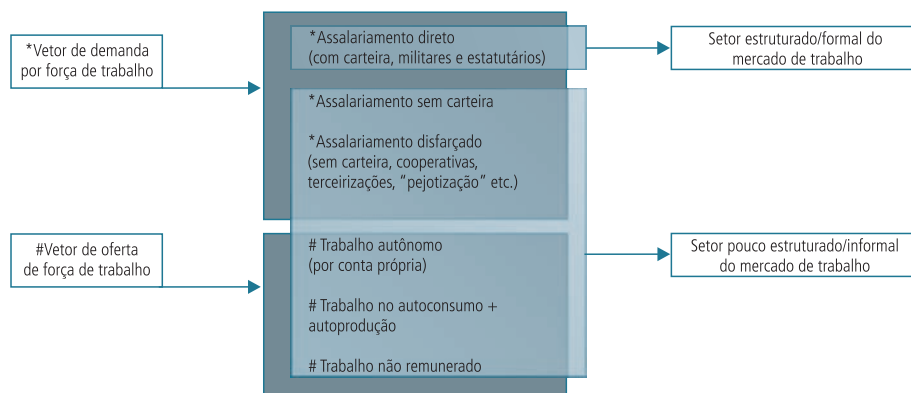 *Vetor de demanda
por força de trabalho
*Assalariamento direto
(com carteira, militares e estatutários)
Setor estruturado/formal do
mercado de trabalho
*Assalariamento sem carteira
*Assalariamento disfarçado
(sem carteira, cooperativas,
terceirizações, “pejotização” etc.)
#Vetor de oferta
de força de trabalho
# Trabalho autônomo
(por conta própria)
# Trabalho no autoconsumo +
autoprodução
# Trabalho não remunerado
Setor pouco estruturado/informal
do mercado de trabalho